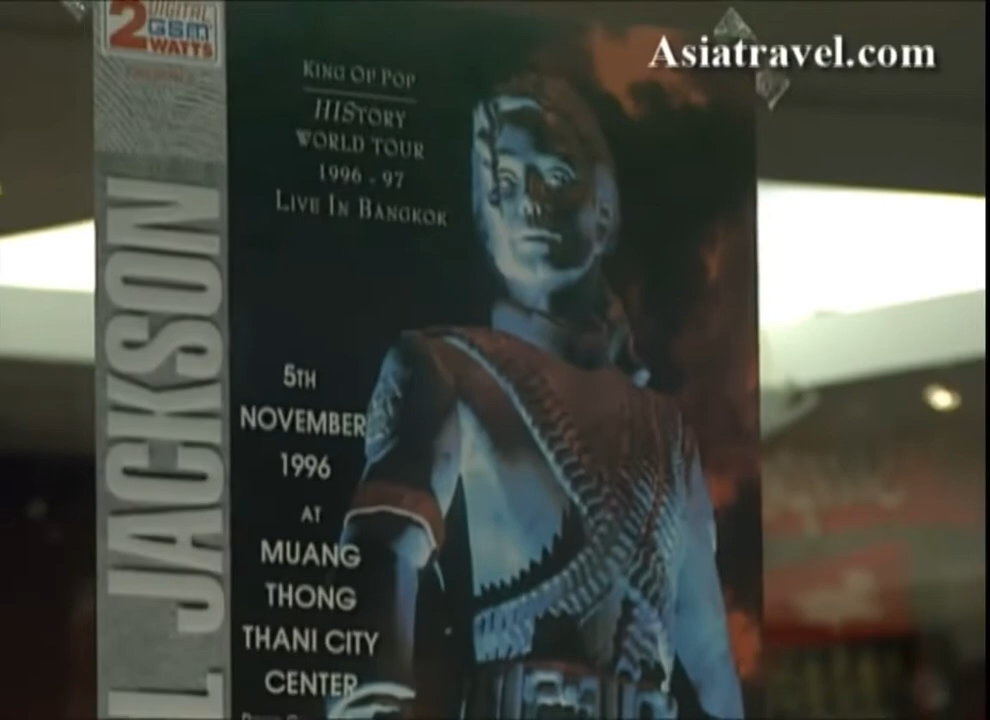 Asiatravel.com
2 DIGITAL
GSM
WATTS
KING OF POP
HISTORY
WORLD TOUR
1996 - 97
LIVE IN BANGKOK
L JACKSON
5TH
NOVEMBER
1996
AT
MUANG
THONG
THANI CITY
CENTER